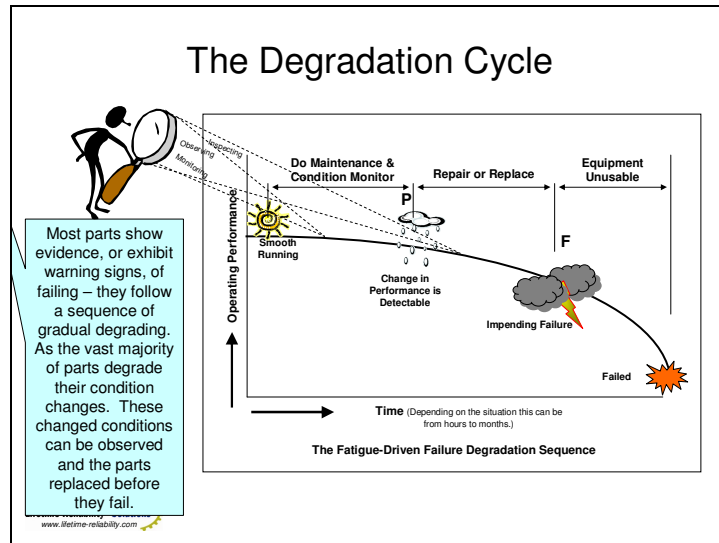 The Degradation Cycle
Inspecting
Observing
Monitoring
Do Maintenance &
Condition Monitor
Repair or Replace
Equipment
Unusable
P
F
Operating Performance
Smooth
Running
Change in
Performance is
Detectable
Impending Failure
Failed
Time (Depending on the situation this can be
from hours to months.)
The Fatigue-Driven Failure Degradation Sequence
Most parts show
evidence, or exhibit
warning signs, of
failing – they follow
a sequence of
gradual degrading.
As the vast majority
of parts degrade
their condition
changes. These
changed conditions
can be observed
and the parts
replaced before
they fail.
www.lifetime-reliability.com